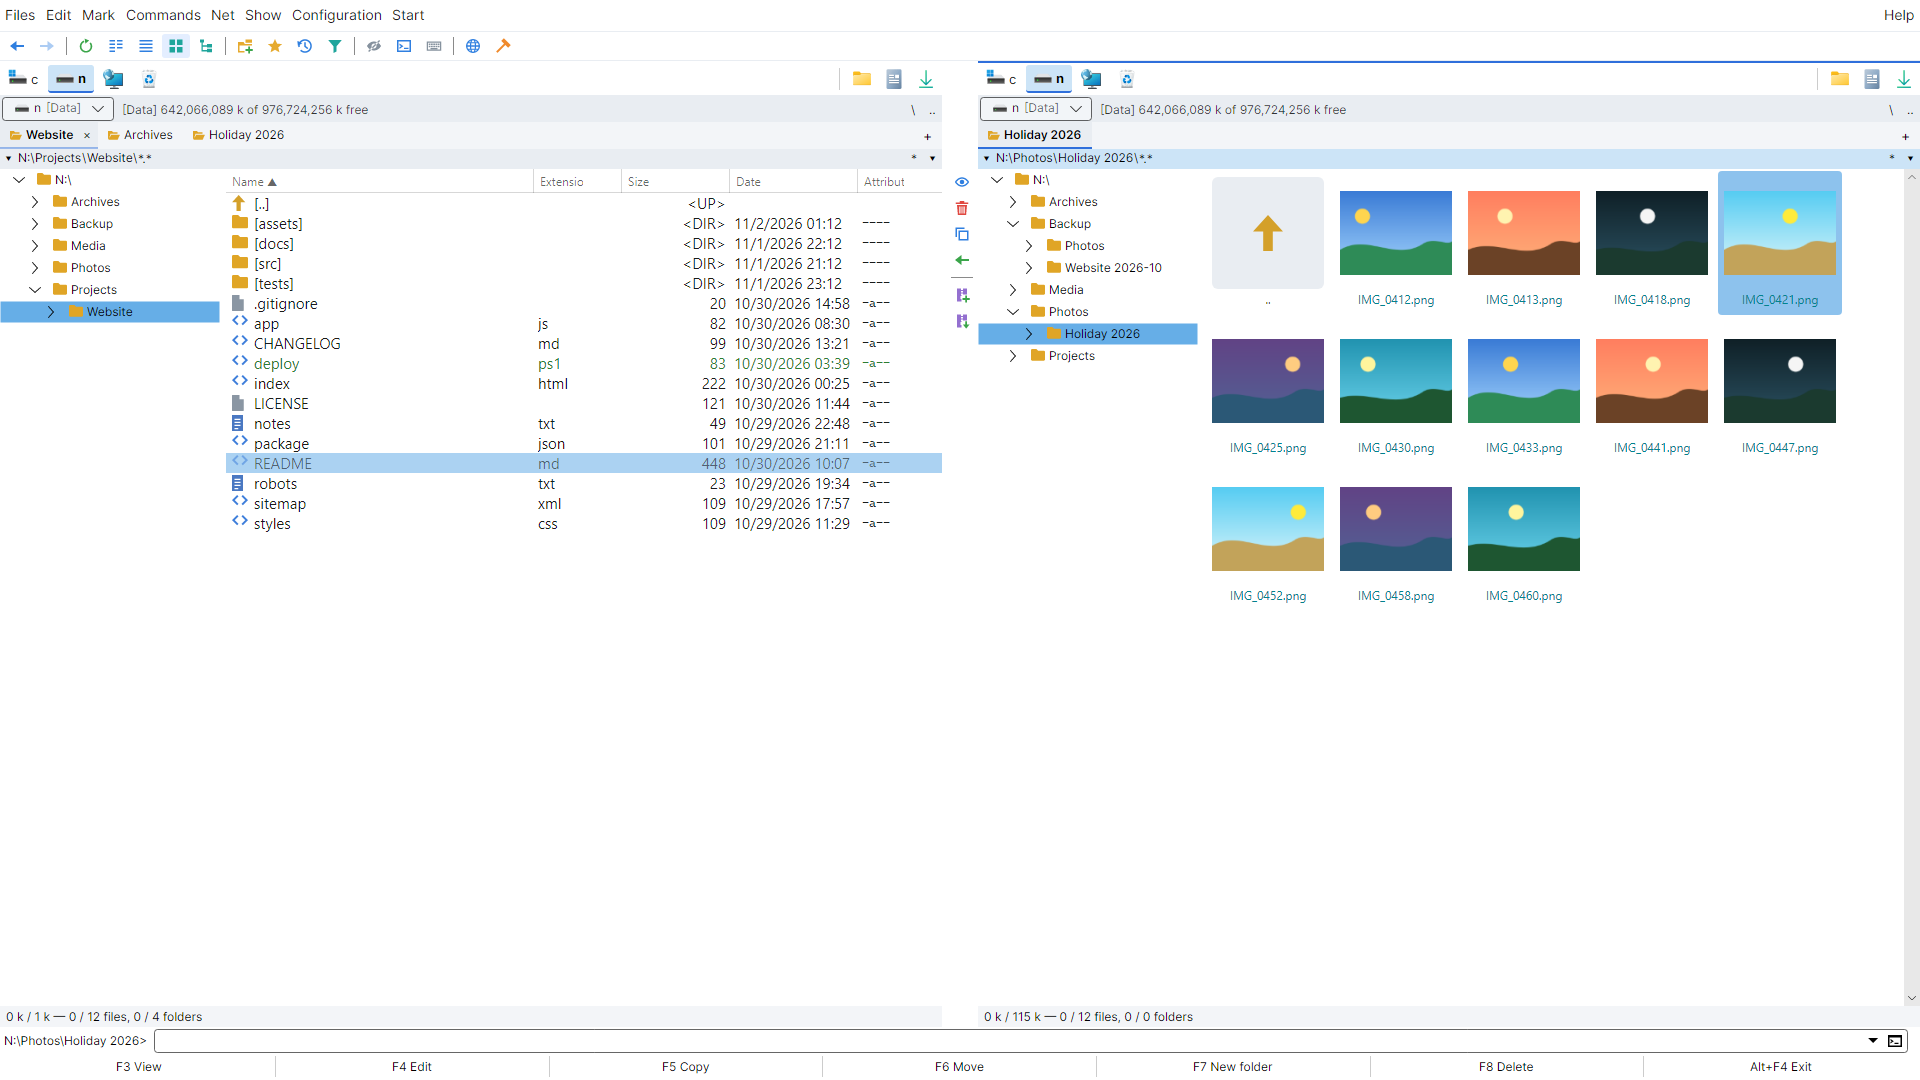 Files Edit Mark Commands Net Show Configuration Start Help
c n
n [Data] [Data] 642,066,089 k of 976,724,256 k free \ ..
Website × Archives Holiday 2026 +
N:\Projects\Website\*.* * ▾
N:\
Archives
Backup
Media
Photos
Projects
Website
Name Extensio Size Date Attribut
[..] <UP>
[assets] <DIR> 11/2/2026 01:12 ----
[docs] <DIR> 11/1/2026 22:12 ----
[src] <DIR> 11/1/2026 21:12 ----
[tests] <DIR> 11/1/2026 23:12 ----
.gitignore 20 10/30/2026 14:58 -a--
app js 82 10/30/2026 08:30 -a--
CHANGELOG md 99 10/30/2026 13:21 -a--
deploy ps1 83 10/30/2026 03:39 -a--
index html 222 10/30/2026 00:25 -a--
LICENSE 121 10/30/2026 11:44 -a--
notes txt 49 10/29/2026 22:48 -a--
package json 101 10/29/2026 21:11 -a--
README md 448 10/30/2026 10:07 -a--
robots txt 23 10/29/2026 19:34 -a--
sitemap xml 109 10/29/2026 17:57 -a--
styles css 109 10/29/2026 11:29 -a--
0 k / 1 k — 0 / 12 files, 0 / 4 folders
c n
n [Data] [Data] 642,066,089 k of 976,724,256 k free \ ..
Holiday 2026 +
N:\Photos\Holiday 2026\*.* * ▾
N:\
Archives
Backup
Photos
Website 2026-10
Media
Photos
Holiday 2026
Projects
.. IMG_0412.png IMG_0413.png IMG_0418.png IMG_0421.png
IMG_0425.png IMG_0430.png IMG_0433.png IMG_0441.png IMG_0447.png
IMG_0452.png IMG_0458.png IMG_0460.png
0 k / 115 k — 0 / 12 files, 0 / 0 folders
N:\Photos\Holiday 2026>
F3 View F4 Edit F5 Copy F6 Move F7 New folder F8 Delete Alt+F4 Exit